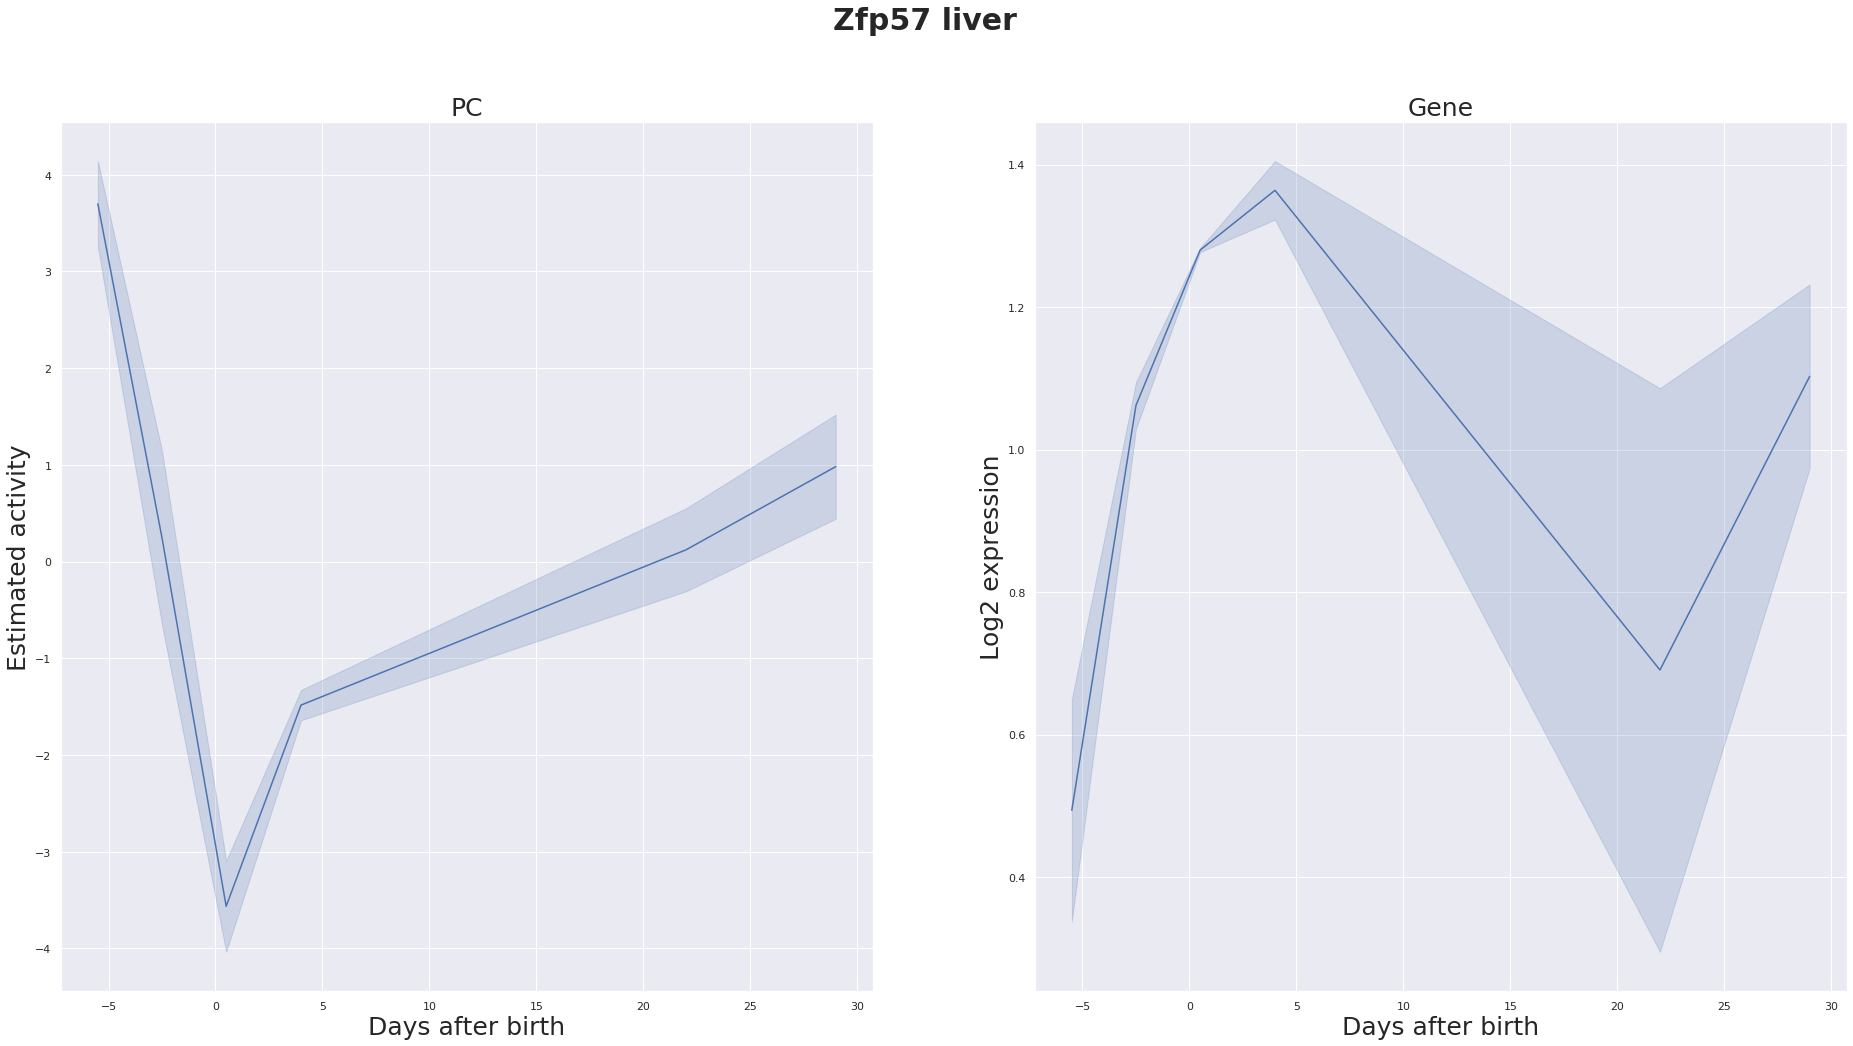 Zfp57 liver
PC
Estimated activity
4
3
2
1
0
−1
−2
−3
−4
−5 0 5 10 15 20 25 30
Days after birth
Gene
Log2 expression
1.4
1.2
1.0
0.8
0.6
0.4
−5 0 5 10 15 20 25 30
Days after birth